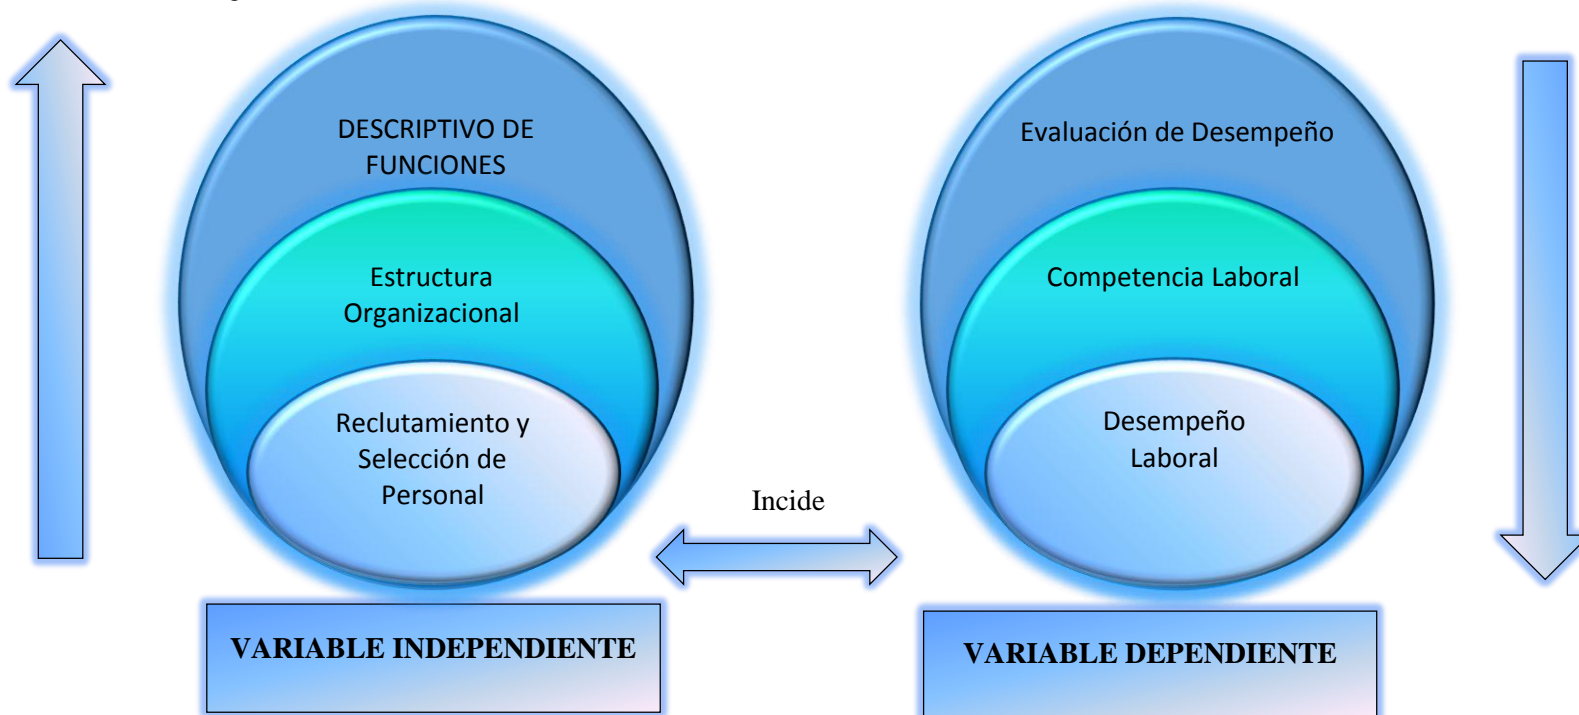 DESCRIPTIVO DE
FUNCIONES
Estructura
Organizacional
Reclutamiento y
Selección de
Personal
VARIABLE INDEPENDIENTE
Incide
Evaluación de Desempeño
Competencia Laboral
Desempeño
Laboral
VARIABLE DEPENDIENTE